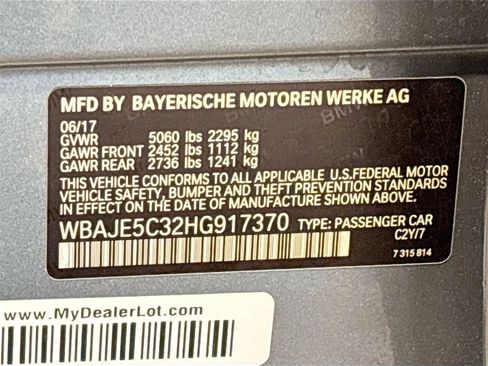 MFD BY BAYERISCHE MOTOREN WERKE AG
06/17
GVWR 5060 lbs 2295 kg
GAWR FRONT 2452 lbs 1112 kg
GAWR REAR 2736 lbs 1241 kg
THIS VEHICLE CONFORMS TO ALL APPLICABLE U.S.FEDERAL MOTOR
VEHICLE SAFETY, BUMPER AND THEFT PREVENTION STANDARDS IN
EFFECT ON THE DATE OF MANUFACTURE SHOWN ABOVE.
WBAJE5C32HG917370 TYPE: PASSENGER CAR
C2Y/7
7 315 814
www.MyDealerLot.com